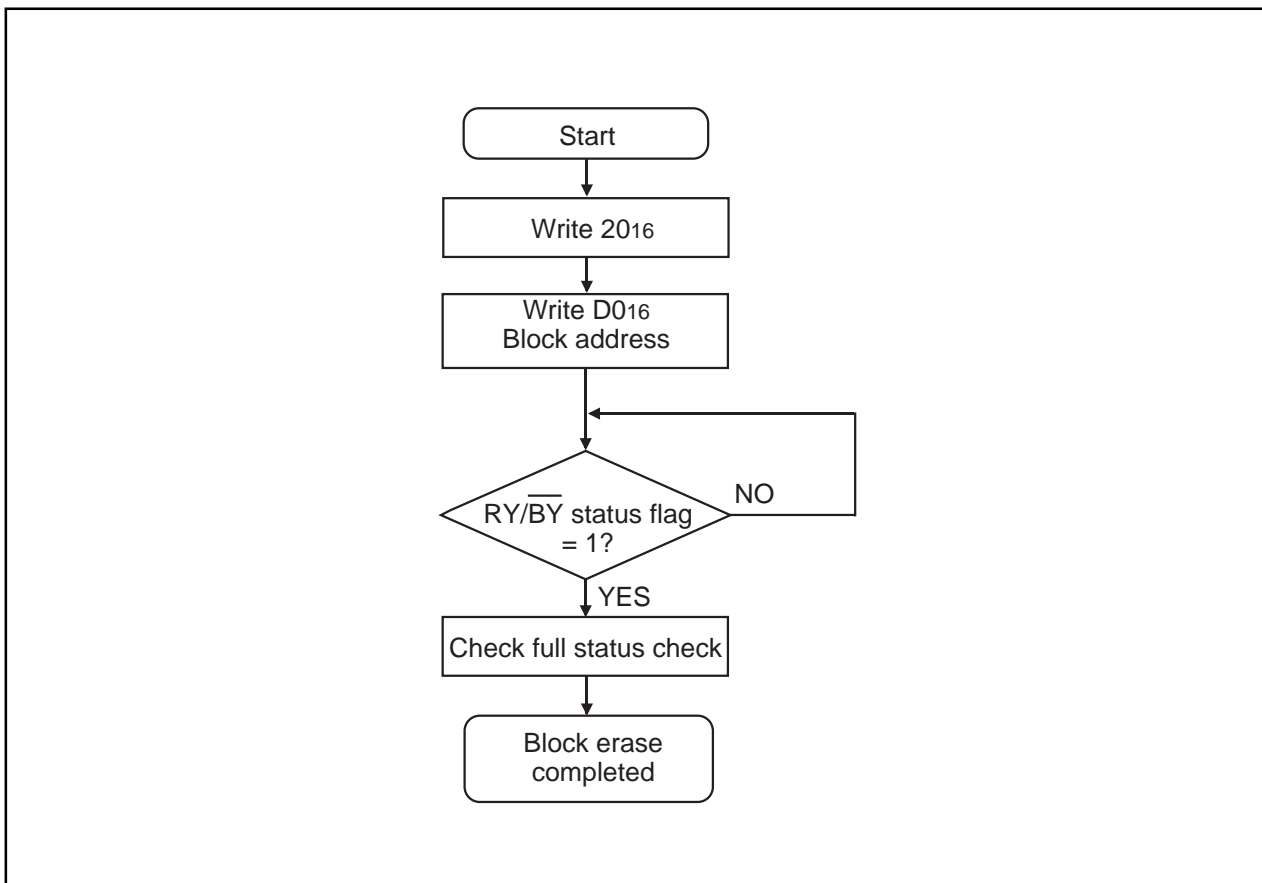 Start
Write 2016
Write D016
Block address
RY/B̅Y̅ status flag
= 1?
NO
YES
Check full status check
Block erase
completed